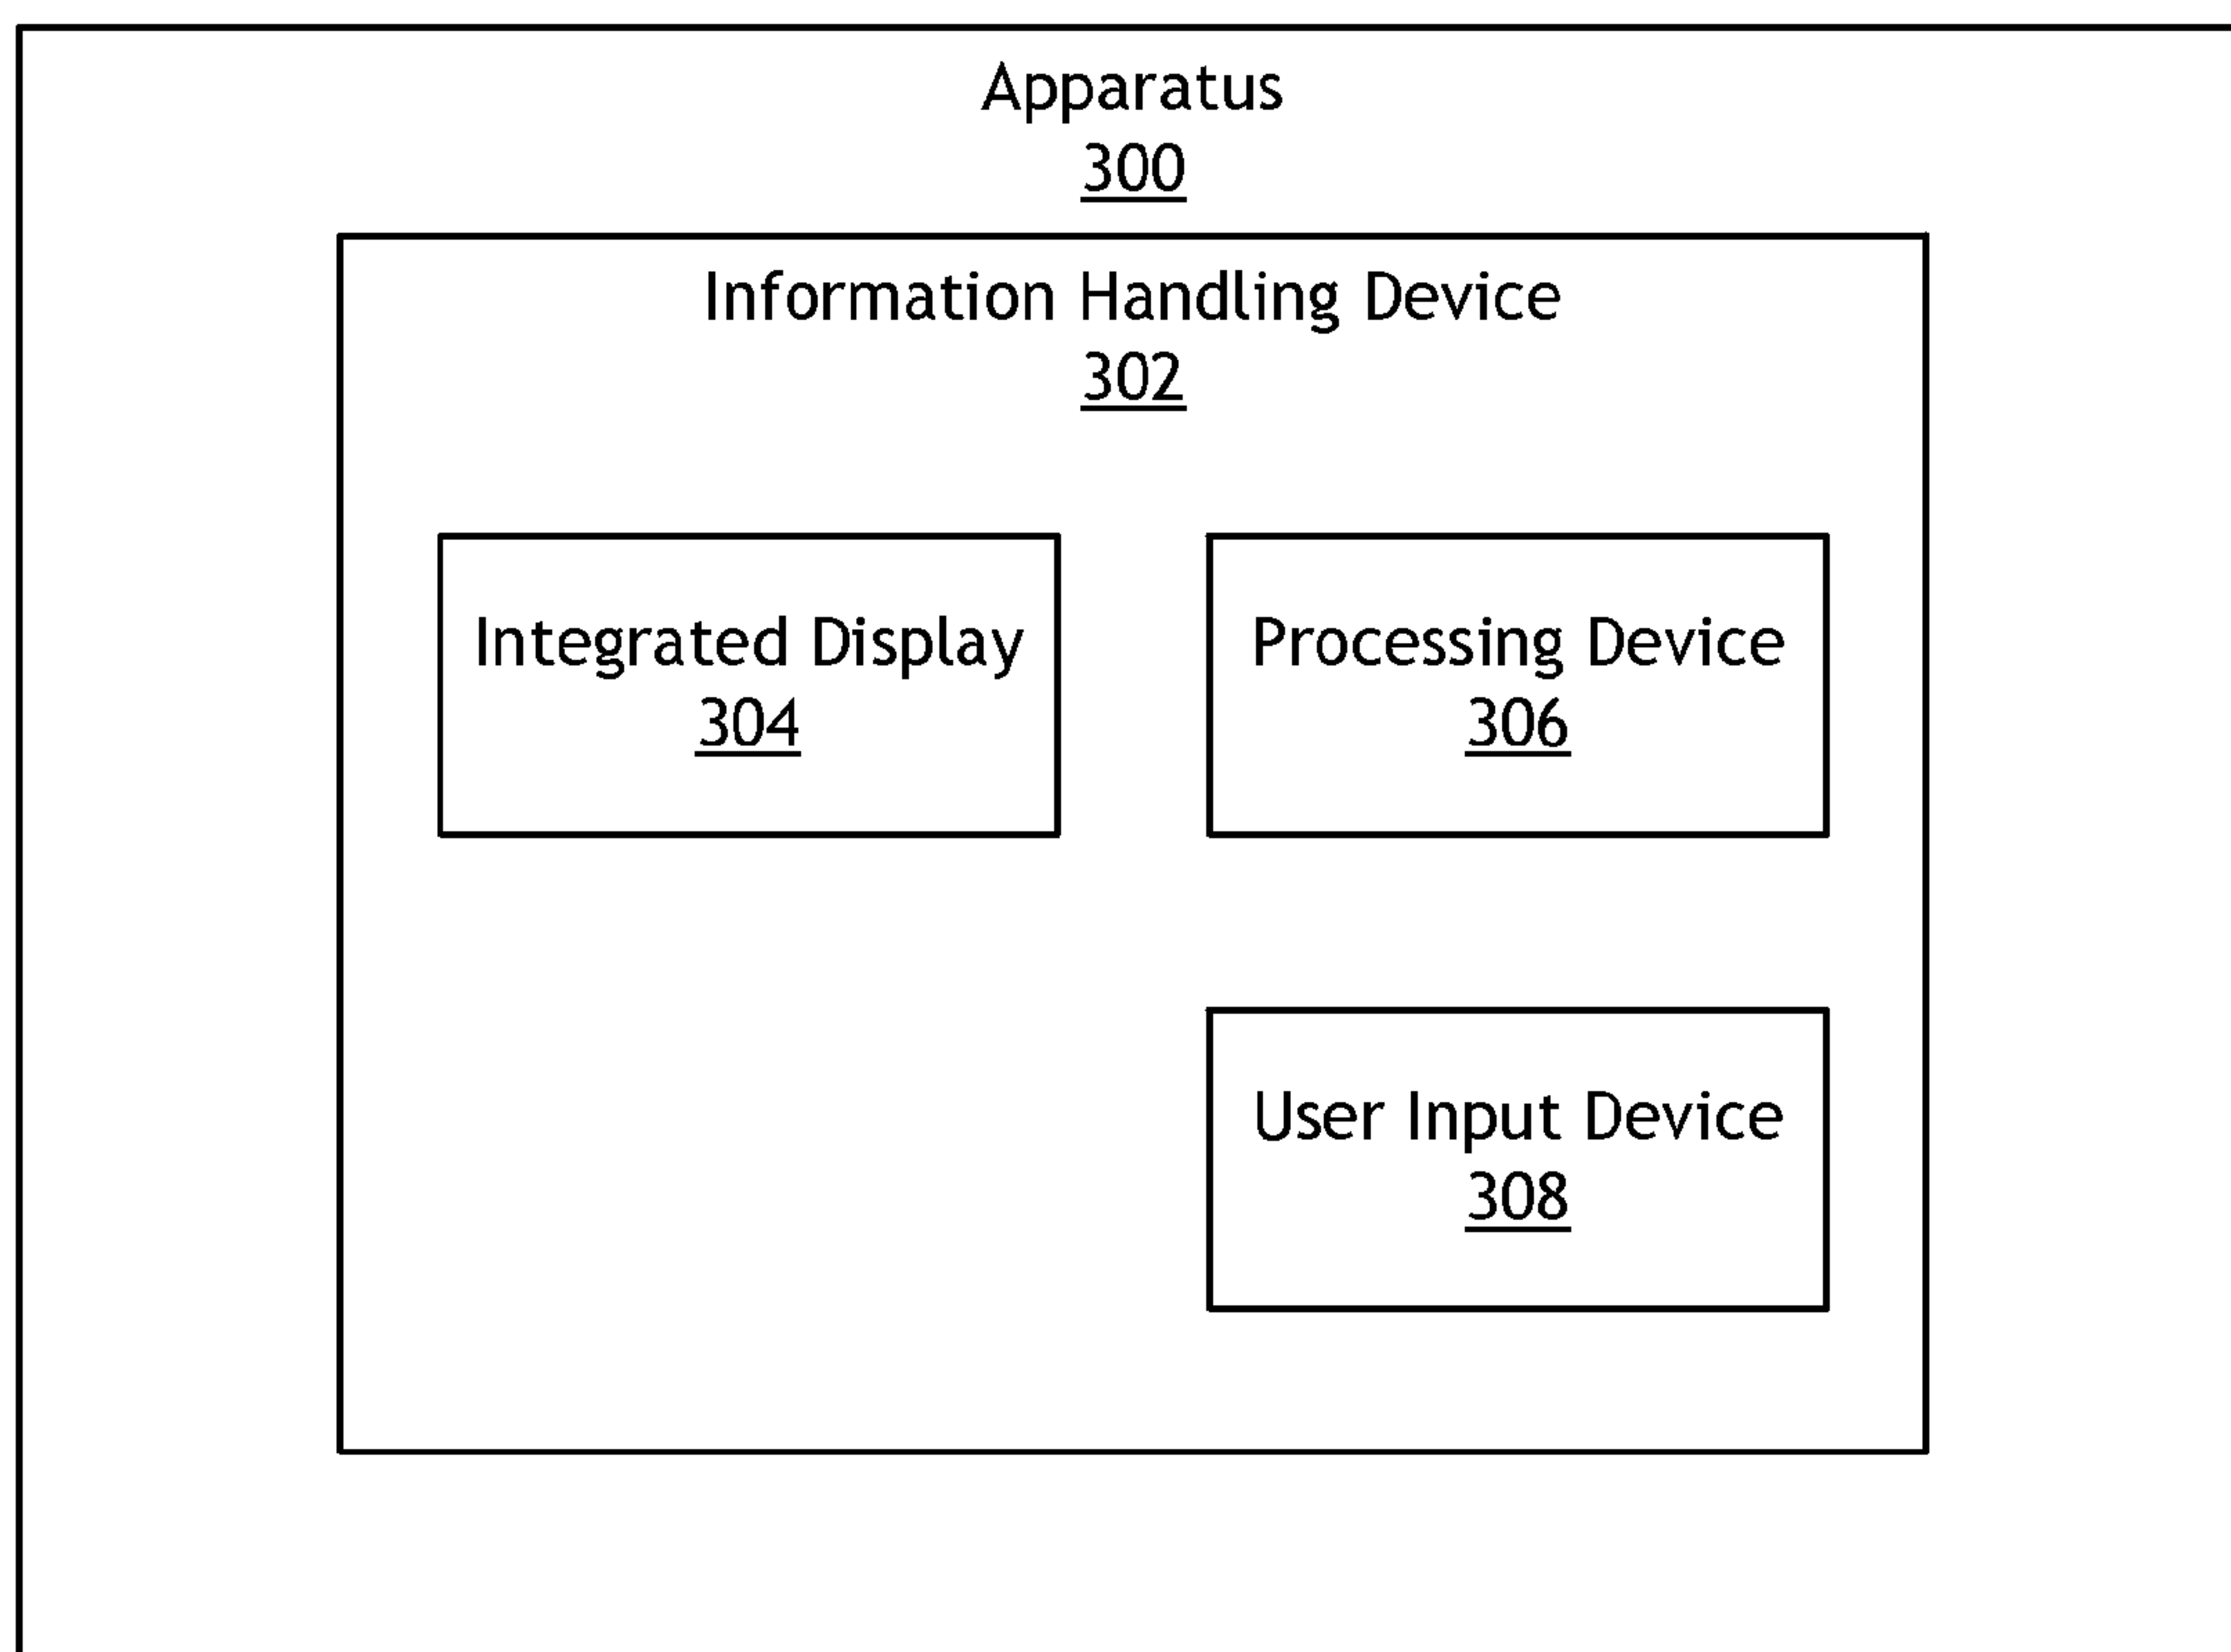 Apparatus
300
Information Handling Device
302
Integrated Display
304
Processing Device
306
User Input Device
308